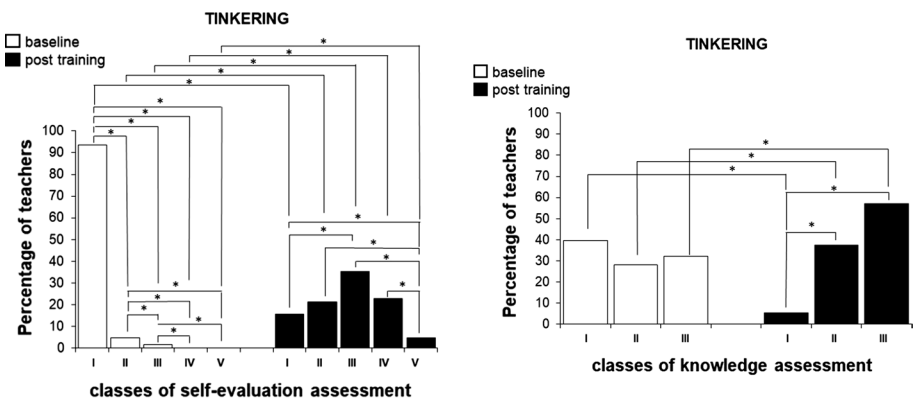 TINKERING
baseline
post training
Percentage of teachers
100
90
80
70
60
50
40
30
20
10
0
* * * * * * * * *
* * * * *
* * * * *
I II III IV V I II III IV V
classes of self-evaluation assessment
TINKERING
baseline
post training
Percentage of teachers
100
90
80
70
60
50
40
30
20
10
0
* * * * *
I II III I II III
classes of knowledge assessment